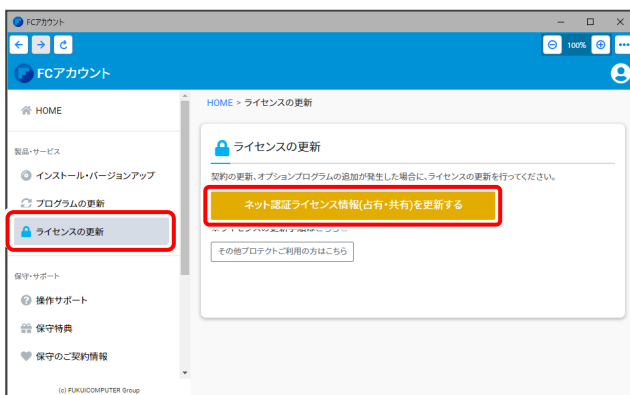 FCアカウント
100%
FCアカウント
HOME
製品・サービス
インストール・バージョンアップ
プログラムの更新
ライセンスの更新
保守・サポート
操作サポート
保守特典
保守のご契約情報
(c) FUKUICOMPUTER Group
HOME > ライセンスの更新
ライセンスの更新
契約の更新、オプションプログラムの追加が発生した場合に、ライセンスの更新を行ってください。
ネット認証ライセンス情報(占有・共有)を更新する
その他プロテクトご利用の方はこちら